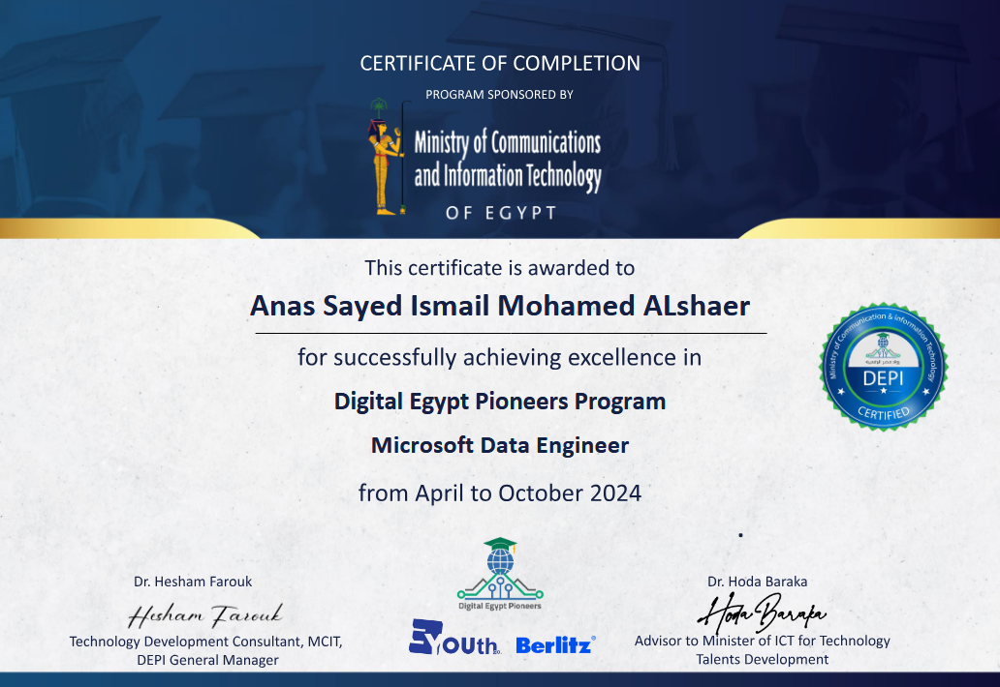 CERTIFICATE OF COMPLETION
PROGRAM SPONSORED BY
Ministry of Communications
and Information Technology
OF EGYPT
This certificate is awarded to
Anas Sayed Ismail Mohamed ALshaer
for successfully achieving excellence in
Digital Egypt Pioneers Program
Microsoft Data Engineer
from April to October 2024
Ministry of Communication & Information Technology
DEPI
CERTIFIED
Digital Egypt Pioneers
Dr. Hesham Farouk
Hesham Farouk
Technology Development Consultant, MCIT,
DEPI General Manager
EYOUth
Berlitz®
Dr. Hoda Baraka
Hoda Baraka
Advisor to Minister of ICT for Technology
Talents Development